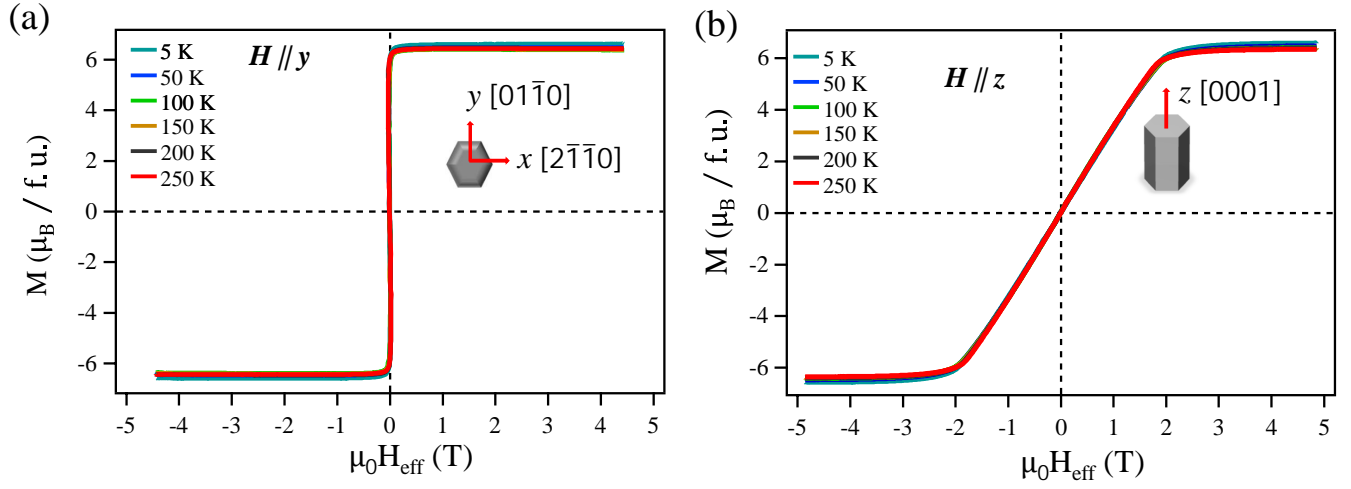 (a)
H // y
5 K
50 K
100 K
150 K
200 K
250 K
y [011̅0]
x [21̅1̅0]
M (μB / f. u.)
6
4
2
0
-2
-4
-6
-5 -4 -3 -2 -1 0 1 2 3 4 5
μ0Heff (T)
(b)
H // z
5 K
50 K
100 K
150 K
200 K
250 K
z [0001]
M (μB / f. u.)
6
4
2
0
-2
-4
-6
-5 -4 -3 -2 -1 0 1 2 3 4 5
μ0Heff (T)